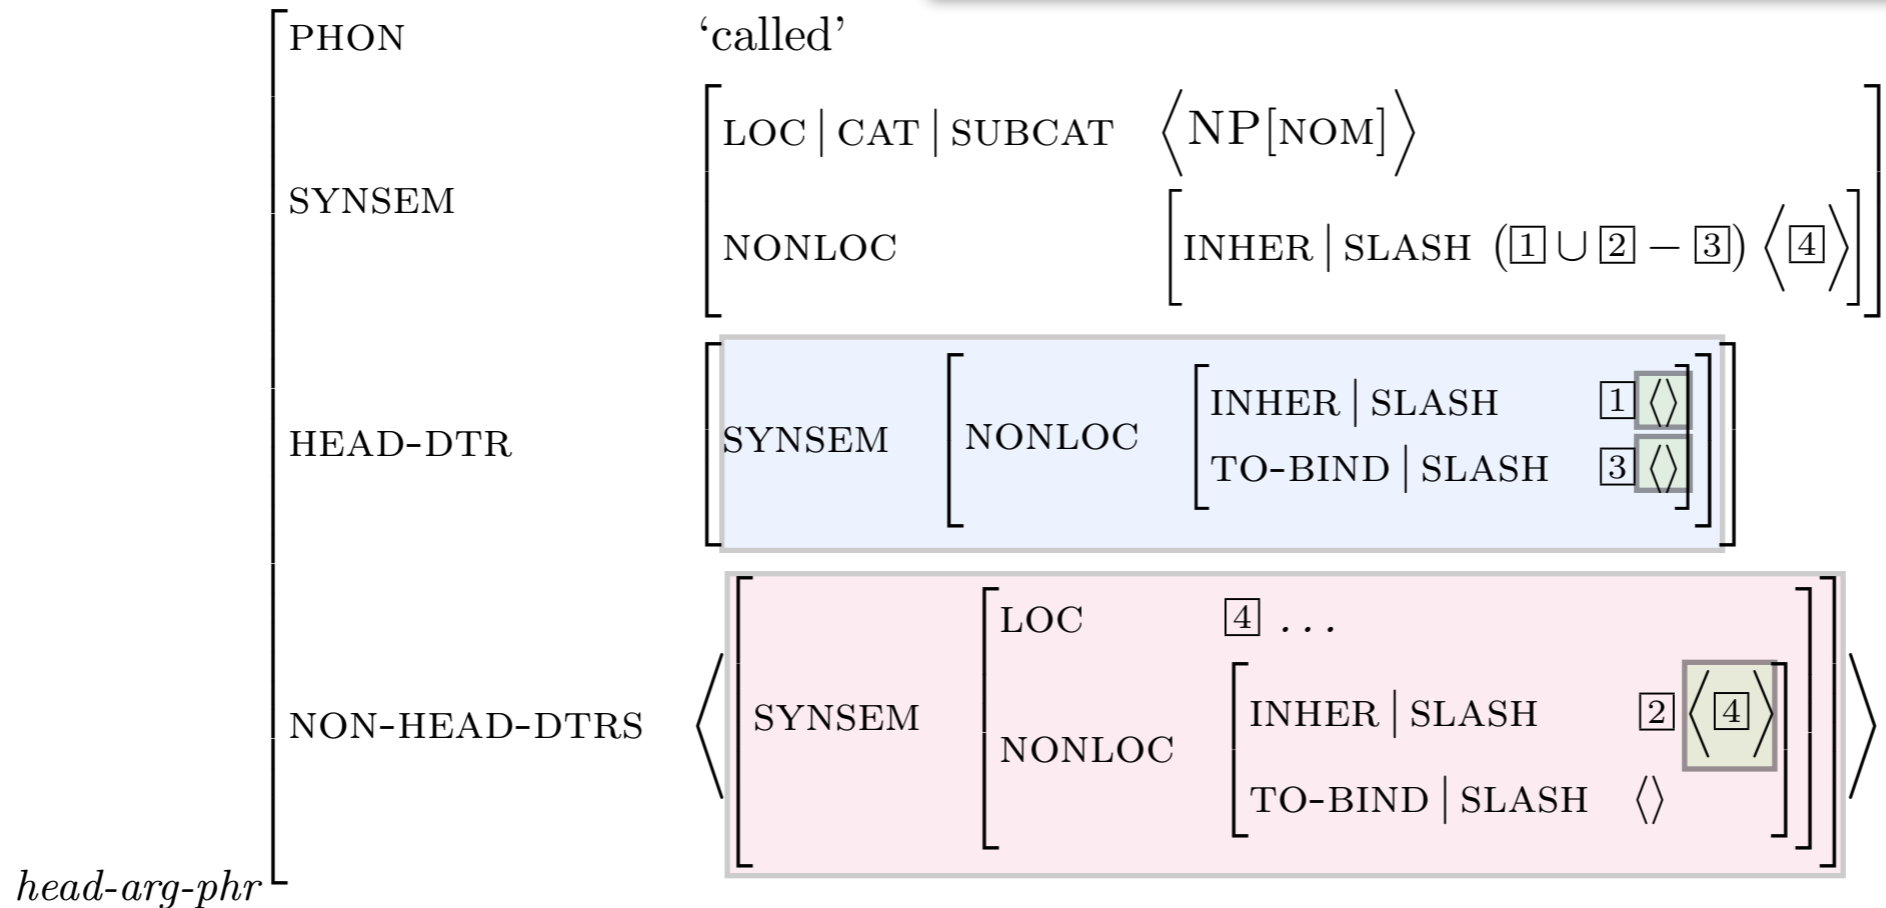 PHON ‘called’
LOC | CAT | SUBCAT ⟨NP[NOM]⟩
SYNSEM
NONLOC [INHER | SLASH (1 ∪ 2 − 3) ⟨4⟩]
INHER | SLASH 1 ⟨⟩
HEAD-DTR SYNSEM NONLOC
TO-BIND | SLASH 3 ⟨⟩
LOC 4 ...
NON-HEAD-DTRS SYNSEM
INHER | SLASH 2 ⟨4⟩
NONLOC
TO-BIND | SLASH ⟨⟩
head-arg-phr